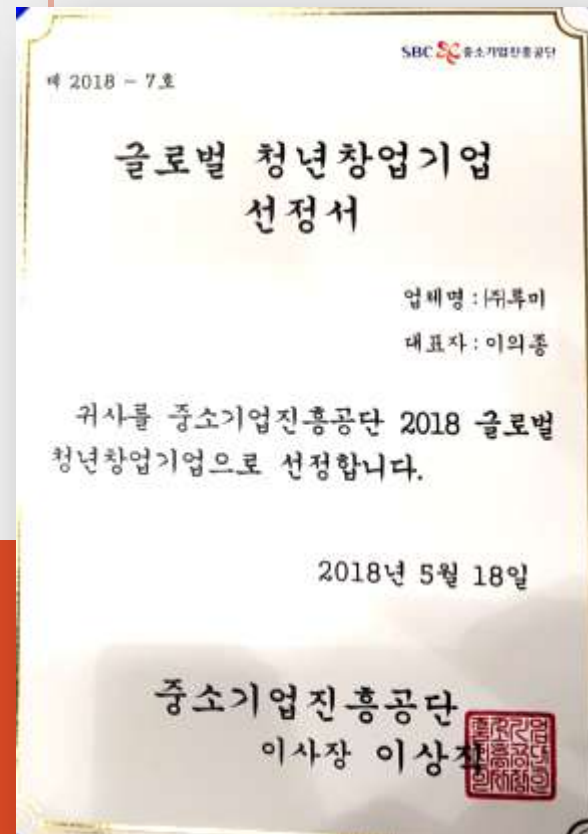 SBC 중소기업진흥공단
제 2018 - 7호
글로벌 청년창업기업
선정서
업체명 : ㈜루미
대표자 : 이의종
귀사를 중소기업진흥공단 2018 글로벌
청년창업기업으로 선정합니다.
2018년 5월 18일
중소기업진흥공단
이사장 이상직